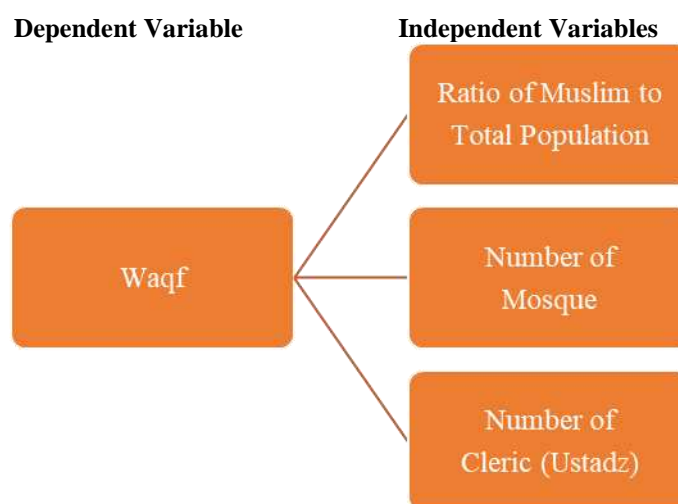 Dependent Variable
Independent Variables
Ratio of Muslim to
Total Population
Waqf
Number of
Mosque
Number of
Cleric (Ustadz)